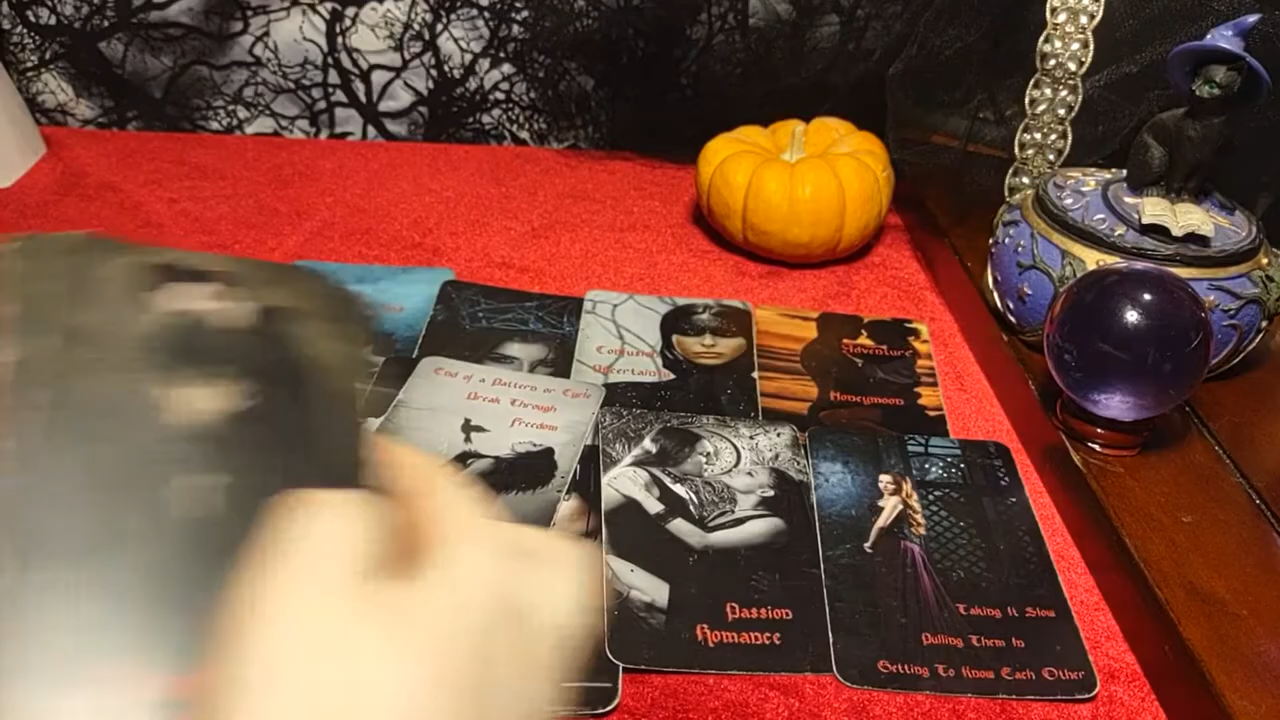 Confusion
Uncertainty
Adventure
Honeymoon
End of a Pattern or Cycle
Break Through
Freedom
Passion
Romance
Taking It Slow
Pulling Them In
Getting To Know Each Other